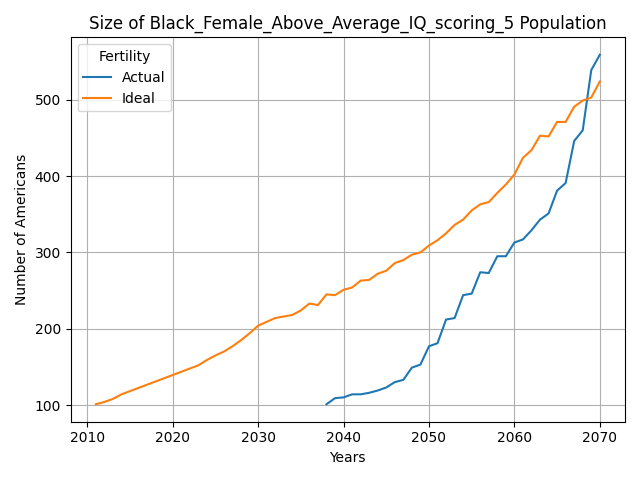 Size of Black_Female_Above_Average_IQ_scoring_5 Population
Fertility
Actual
Ideal
Number of Americans
500
400
300
200
100
2010 2020 2030 2040 2050 2060 2070
Years